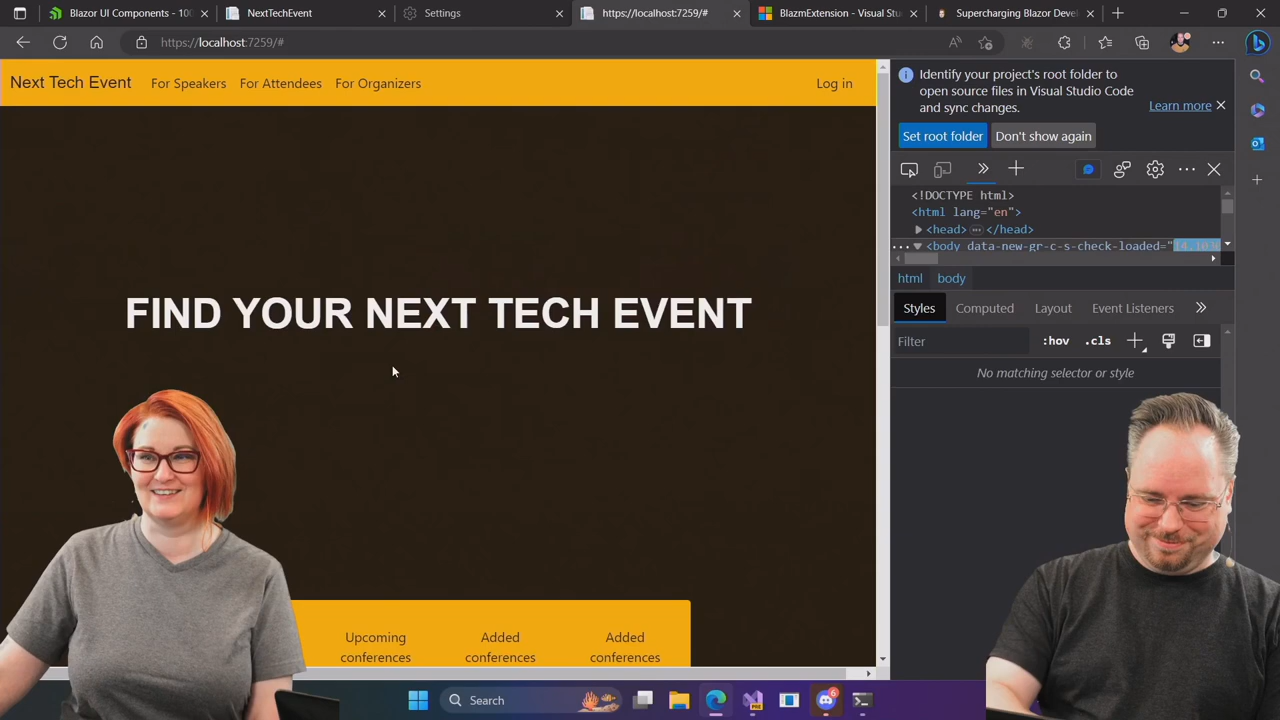 Blazor UI Components - 100
NextTechEvent
Settings
https://localhost:7259/#
BlazmExtension - Visual Stu
Supercharging Blazor Devel
https://localhost:7259/#
Next Tech Event
For Speakers
For Attendees
For Organizers
Log in
FIND YOUR NEXT TECH EVENT
Upcoming
conferences
Added
conferences
Added
conferences
Identify your project's root folder to
open source files in Visual Studio Code
and sync changes.
Learn more
Set root folder
Don't show again
<!DOCTYPE html>
<html lang="en">
<head> ... </head>
... <body data-new-gr-c-s-check-loaded="
html
body
Styles
Computed
Layout
Event Listeners
Filter
:hov
.cls
No matching selector or style
Search
6